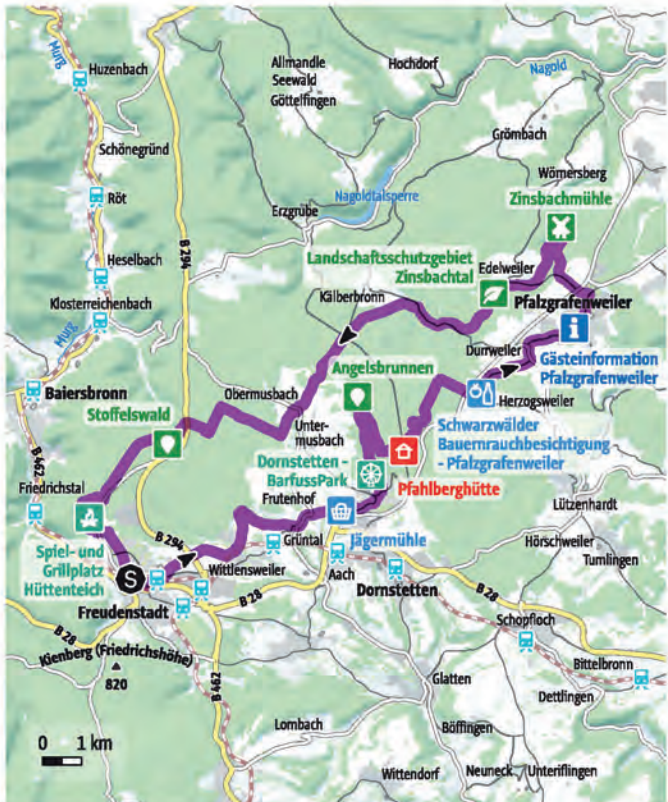 Murg
Huzenbach
Allmandle
Seewald
Göttelfingen
Hochdorf
Nagold
Schönegründ
Grömbach
Wörnersberg
Röt
Nagoldtalsperre
Erzgrube
Zinsbachmühle
B 294
Landschaftsschutzgebiet
Zinsbachtal
Edelweiler
Heselbach
Kälberbronn
Pfalzgrafenweiler
Klosterreichenbach
Murg
Durrweiler
Gästeinformation
Pfalzgrafenweiler
Angelsbrunnen
Baiersbronn
Obermusbach
Herzogsweiler
Stoffelswald
Unter-
musbach
Schwarzwälder
Bauernrauchbesichtigung
- Pfalzgrafenweiler
B 462
Dornstetten -
BarfussPark
Pfahlberghütte
Friedrichstal
Frutenhof
Lützenhardt
Spiel- und
Grillplatz
Hüttenteich
B 294
Grüntal
Jägermühle
Hörschweiler
Tumlingen
S
Wittlensweiler
Aach
Dornstetten
Freudenstadt
B 28
B 28
B 28
Schopfloch
Kienberg (Friedrichshöhe)
820
Bittelbronn
B 462
Glatten
Dettlingen
0 1 km
Lombach
Böffingen
Wittendorf
Neuneck
Unteriflingen